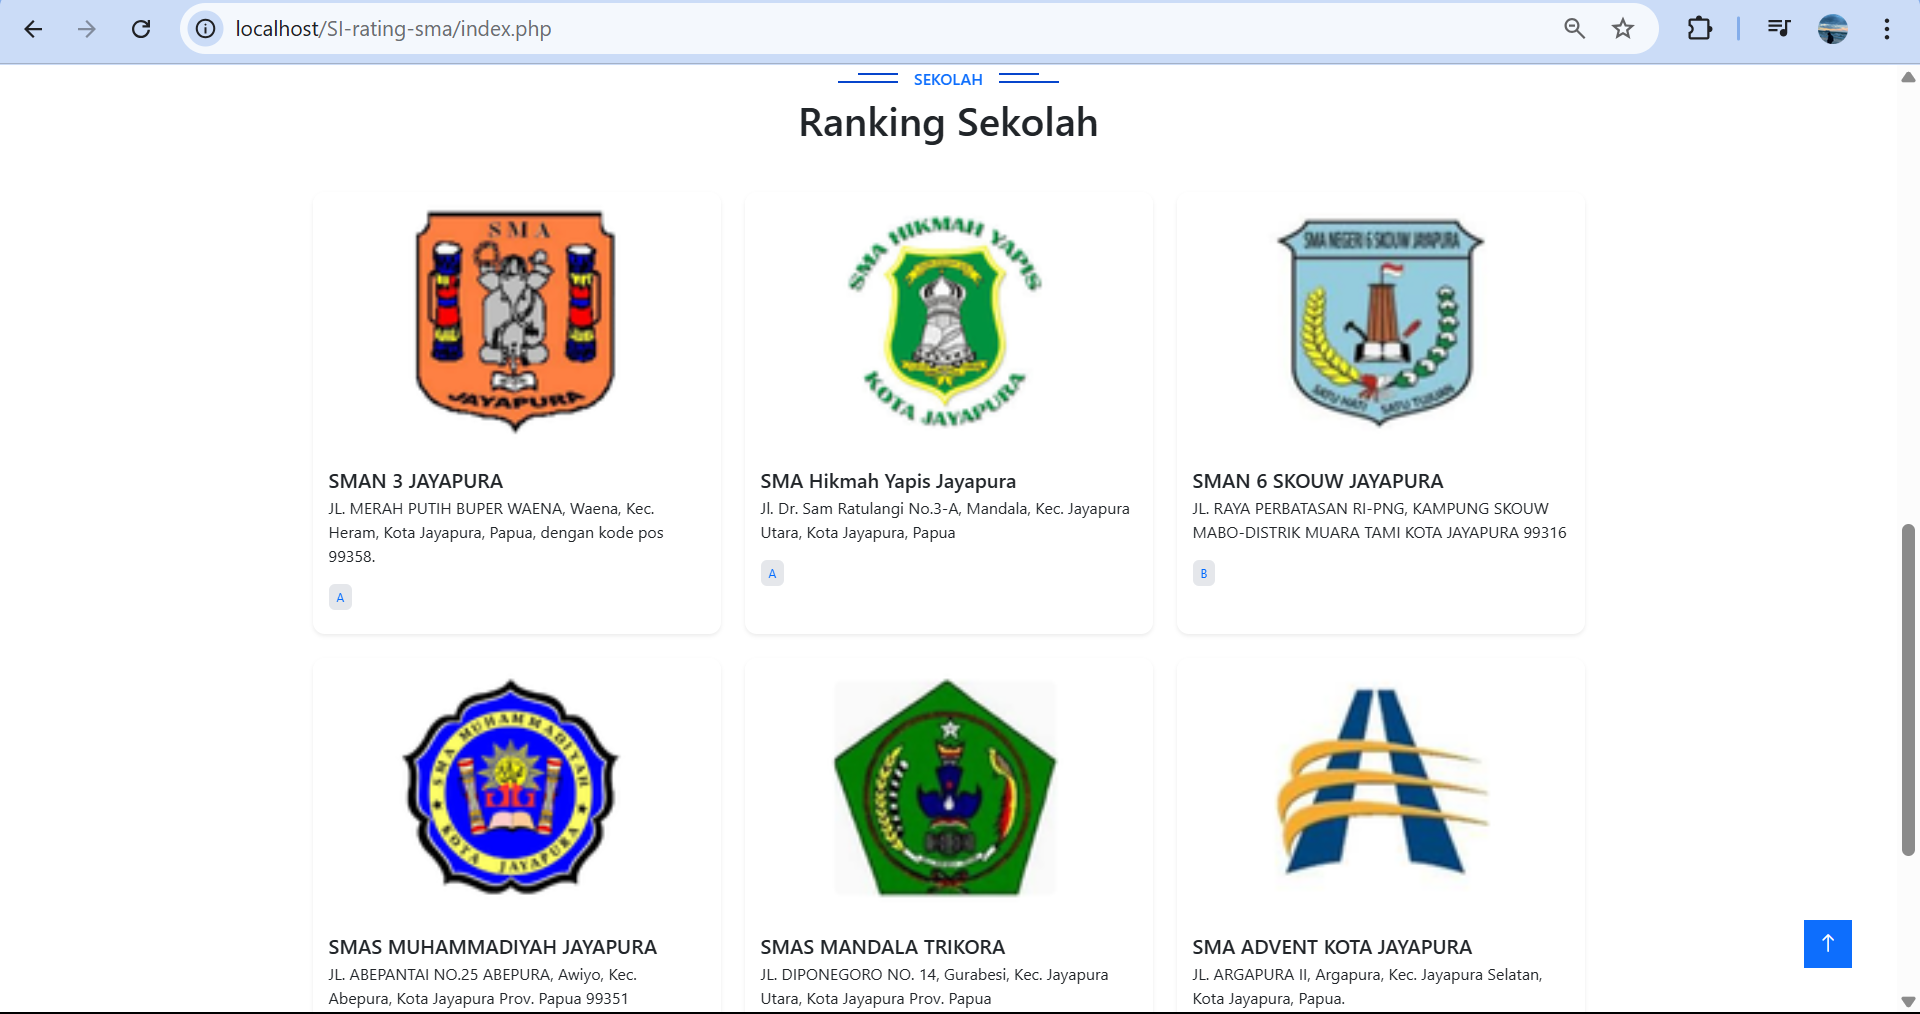 localhost/SI-rating-sma/index.php
SEKOLAH
Ranking Sekolah
SMA
JAYAPURA
SMA HIKMAH YAPIS
KOTA JAYAPURA
SMA NEGERI 6 SKOUW JAYAPURA
SATU HATI SATU TUJUAN
SMAN 3 JAYAPURA
JL. MERAH PUTIH BUPER WAENA, Waena, Kec.
Heram, Kota Jayapura, Papua, dengan kode pos
99358.
A
SMA Hikmah Yapis Jayapura
Jl. Dr. Sam Ratulangi No.3-A, Mandala, Kec. Jayapura
Utara, Kota Jayapura, Papua
A
SMAN 6 SKOUW JAYAPURA
JL. RAYA PERBATASAN RI-PNG, KAMPUNG SKOUW
MABO-DISTRIK MUARA TAMI KOTA JAYAPURA 99316
B
SMA MUHAMMADIYAH
KOTA JAYAPURA
SMAS MUHAMMADIYAH JAYAPURA
JL. ABEPANTAI NO.25 ABEPURA, Awiyo, Kec.
Abepura, Kota Jayapura Prov. Papua 99351
SMAS MANDALA TRIKORA
JL. DIPONEGORO NO. 14, Gurabesi, Kec. Jayapura
Utara, Kota Jayapura Prov. Papua
SMA ADVENT KOTA JAYAPURA
JL. ARGAPURA II, Argapura, Kec. Jayapura Selatan,
Kota Jayapura, Papua.